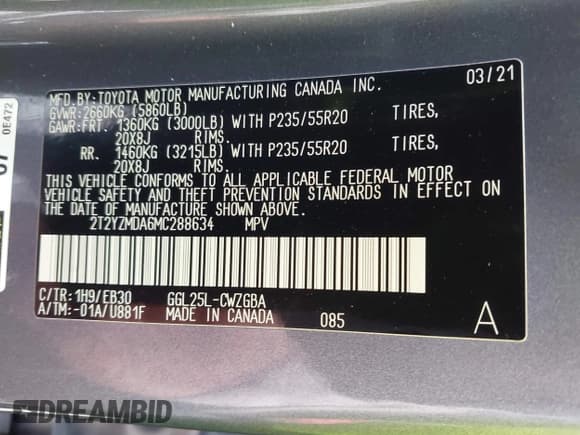 MFD.BY:TOYOTA MOTOR MANUFACTURING CANADA INC. 03/21
GVWR:2660KG (5860LB)
GAWR:FRT. 1360KG (3000LB) WITH P235/55R20 TIRES,
20X8J RIMS.
RR. 1460KG (3215LB) WITH P235/55R20 TIRES,
20X8J RIMS.
THIS VEHICLE CONFORMS TO ALL APPLICABLE FEDERAL MOTOR
VEHICLE SAFETY AND THEFT PREVENTION STANDARDS IN EFFECT ON
THE DATE OF MANUFACTURE SHOWN ABOVE.
2T2YZMDA6MC288634 MPV
C/TR:1H9/EB30 GGL25L-CWZGBA
A/TM:-01A/U881F MADE IN CANADA 085 A
0E472
DREAMBID